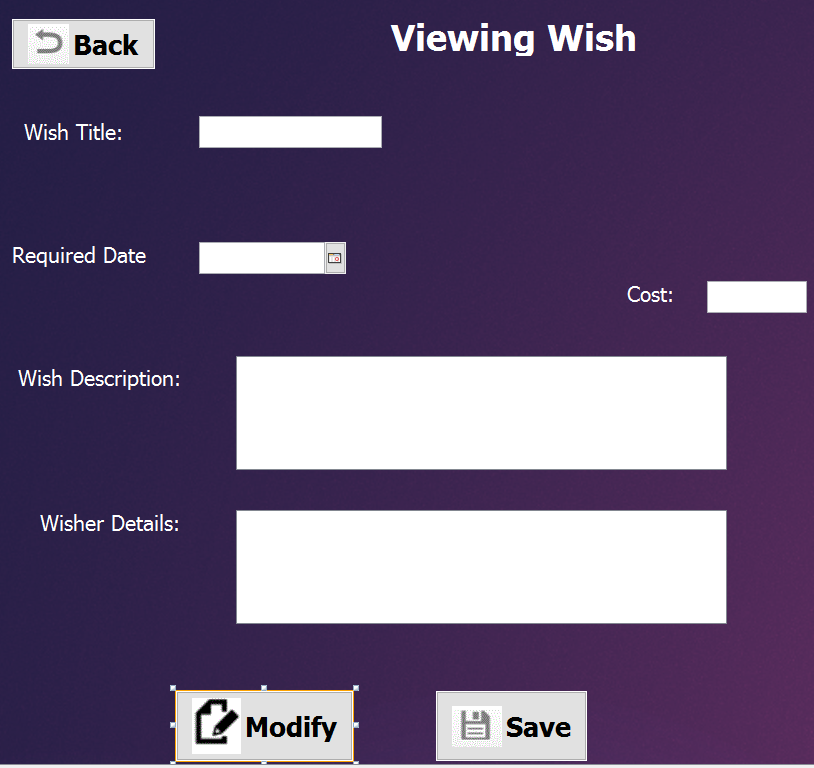 Back
Viewing Wish
Wish Title:
Required Date
Cost:
Wish Description:
Wisher Details:
Modify
Save